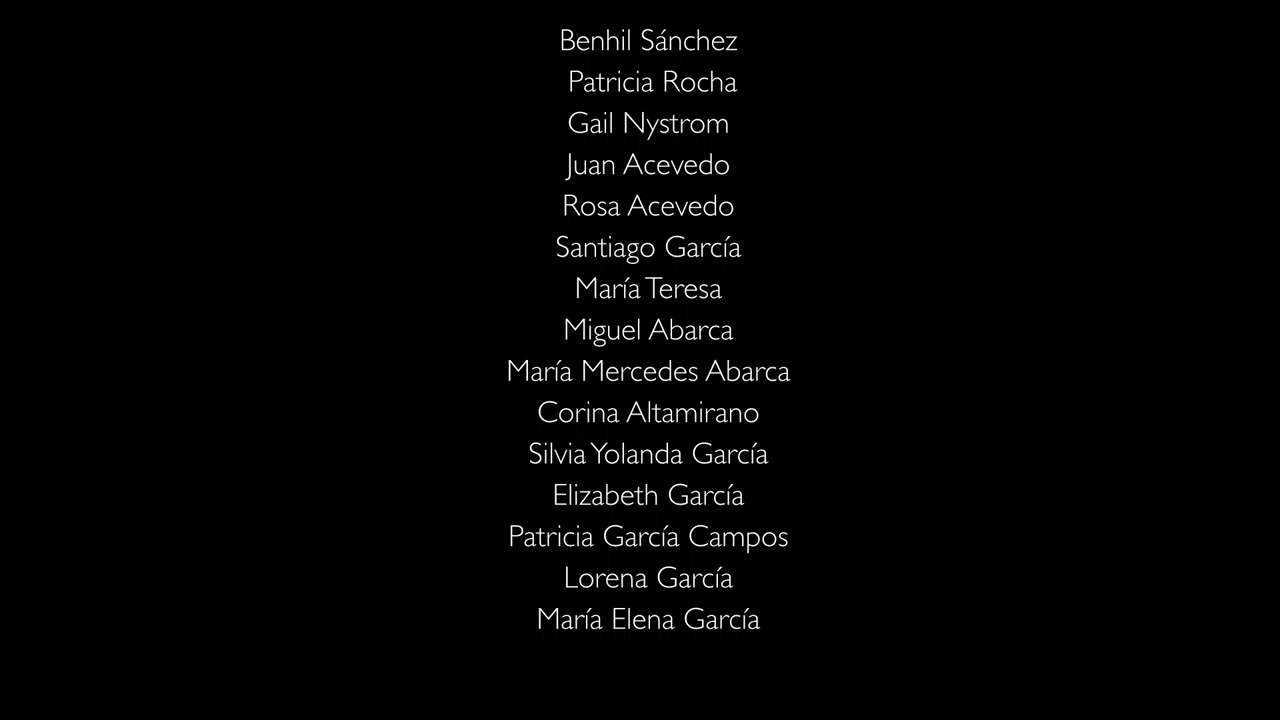 Benhil Sánchez
Patricia Rocha
Gail Nystrom
Juan Acevedo
Rosa Acevedo
Santiago García
María Teresa
Miguel Abarca
María Mercedes Abarca
Corina Altamirano
Silvia Yolanda García
Elizabeth García
Patricia García Campos
Lorena García
María Elena García